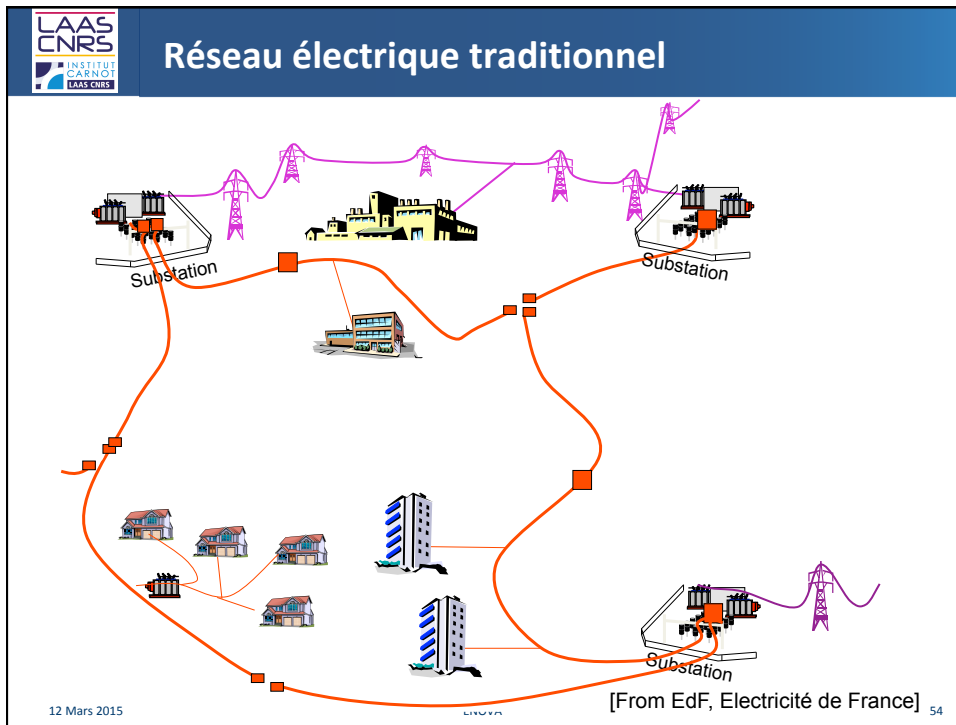 LAAS
CNRS
INSTITUT
CARNOT
LAAS CNRS
Réseau électrique traditionnel
Substation
Substation
Substation
[From EdF, Electricité de France]
12 Mars 2015
54